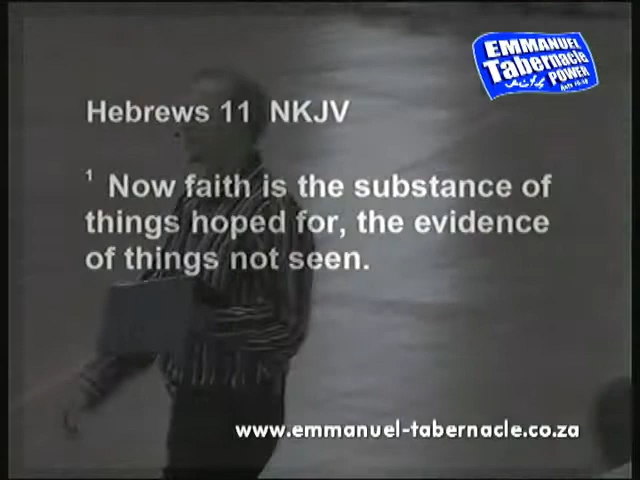 EMMANUEL
Tabernacle
POWER
Hebrews 11 NKJV
1 Now faith is the substance of
things hoped for, the evidence
of things not seen.
www.emmanuel-tabernacle.co.za